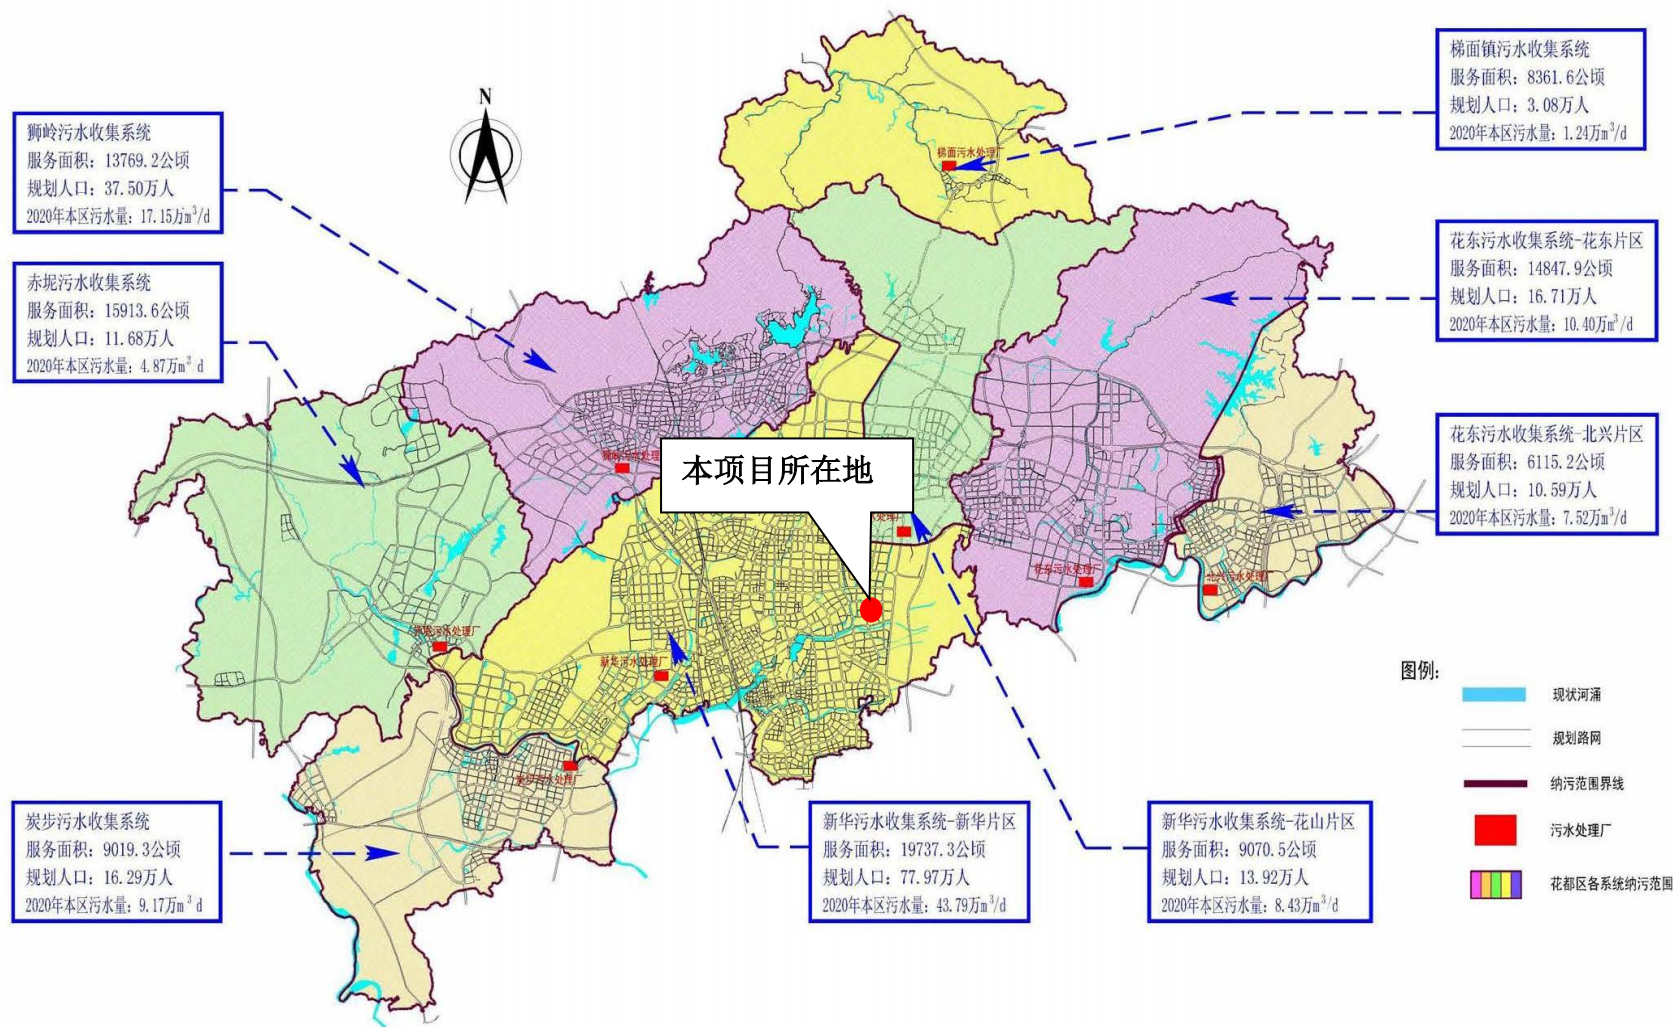 梯面镇污水收集系统
服务面积：8361.6公顷
规划人口：3.08万人
2020年本区污水量：1.24万m³/d
N
狮岭污水收集系统
服务面积：13769.2公顷
规划人口：37.50万人
2020年本区污水量：17.15万m³/d
梯面污水处理厂
花东污水收集系统-花东片区
服务面积：14847.9公顷
规划人口：16.71万人
2020年本区污水量：10.40万m³/d
赤坭污水收集系统
服务面积：15913.6公顷
规划人口：11.68万人
2020年本区污水量：4.87万m³ d
花东污水收集系统-北兴片区
服务面积：6115.2公顷
规划人口：10.59万人
2020年本区污水量：7.52万m³/d
狮岭污水处理
本项目所在地
处理厂
花东污水处理厂
北兴污水处理厂
污水处理厂
新华污水处理厂
污水处理厂
图例：
现状河涌
规划路网
纳污范围界线
污水处理厂
花都区各系统纳污范围
炭步污水收集系统
服务面积：9019.3公顷
规划人口：16.29万人
2020年本区污水量：9.17万m³ d
新华污水收集系统-新华片区
服务面积：19737.3公顷
规划人口：77.97万人
2020年本区污水量：43.79万m³/d
新华污水收集系统-花山片区
服务面积：9070.5公顷
规划人口：13.92万人
2020年本区污水量：8.43万m³/d